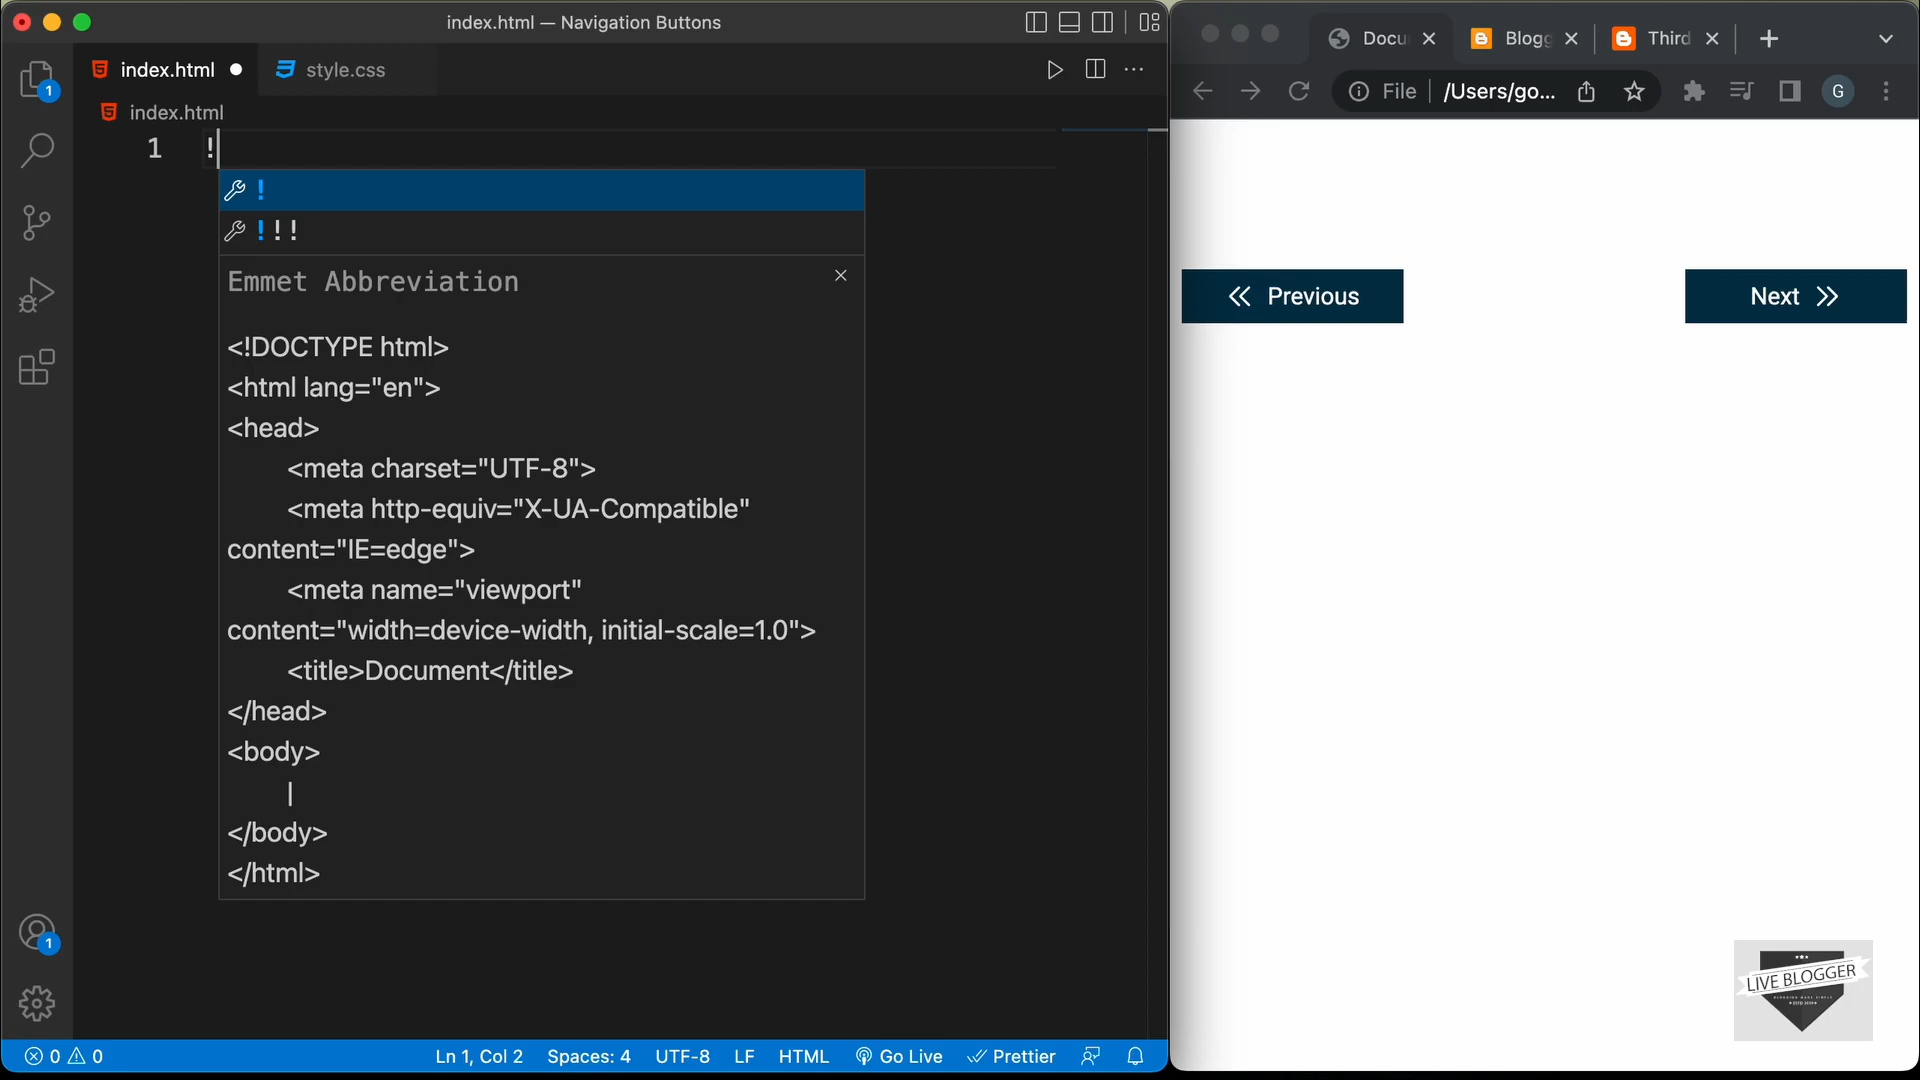 index.html — Navigation Buttons
index.html
style.css
1
index.html
1
!
!
!!!
Emmet Abbreviation
<!DOCTYPE html>
<html lang="en">
<head>
<meta charset="UTF-8">
<meta http-equiv="X-UA-Compatible"
content="IE=edge">
<meta name="viewport"
content="width=device-width, initial-scale=1.0">
<title>Document</title>
</head>
<body>
</body>
</html>
1
0 0
Ln 1, Col 2 Spaces: 4 UTF-8 LF HTML Go Live Prettier
Docu Blogg Third
File /Users/go... G
Previous
Next
LIVE BLOGGER